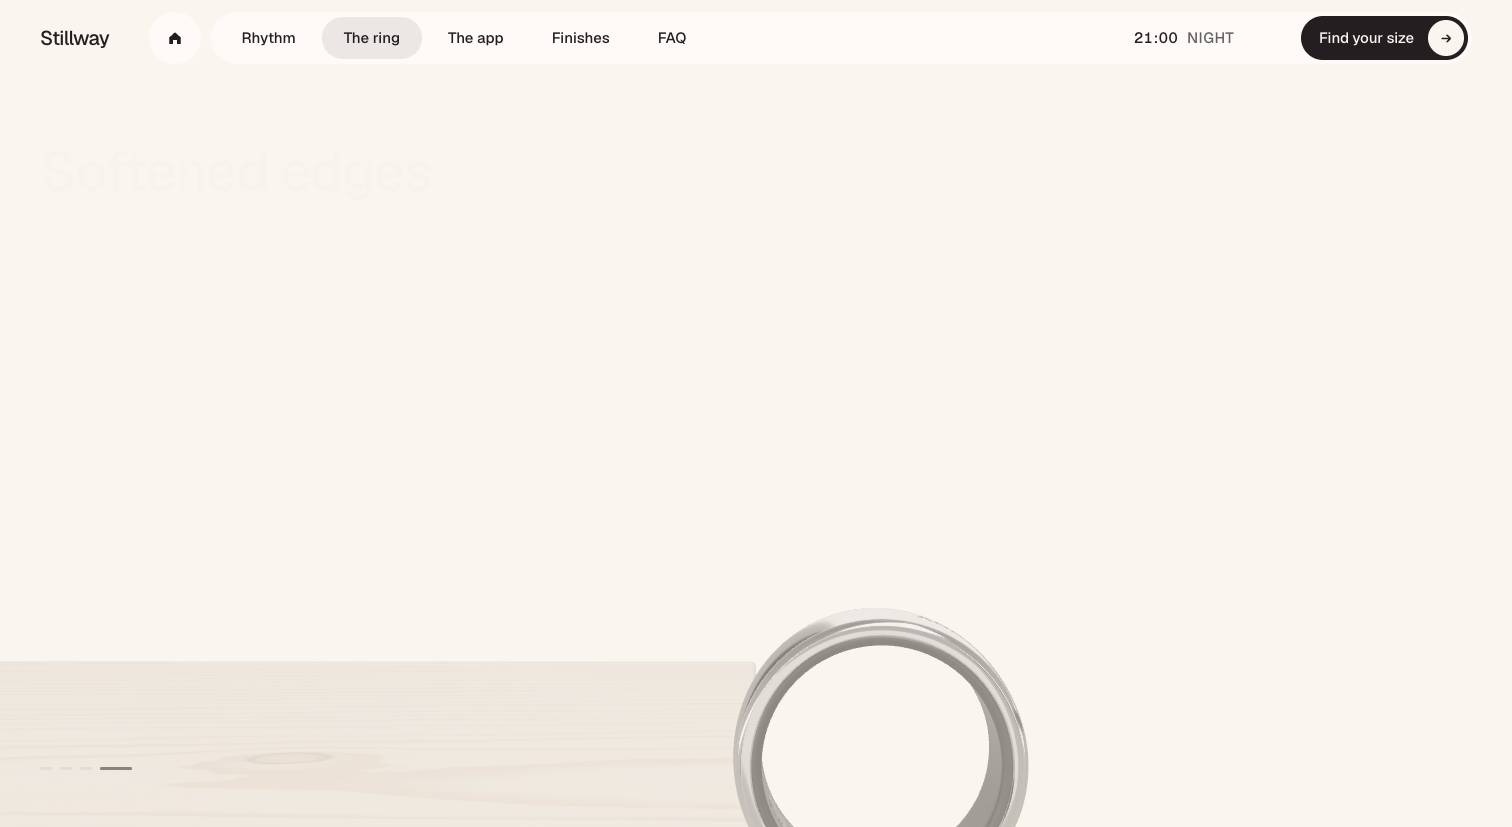 Stillway
Rhythm
The ring
The app
Finishes
FAQ
21:00 NIGHT
Find your size
Softened edges